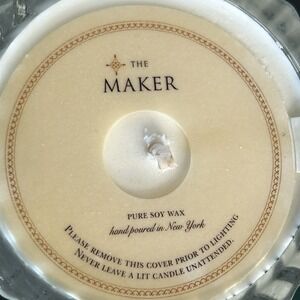 THE
MAKER
PURE SOY WAX
hand poured in New York
PLEASE REMOVE THIS COVER PRIOR TO LIGHTING
NEVER LEAVE A LIT CANDLE UNATTENDED.